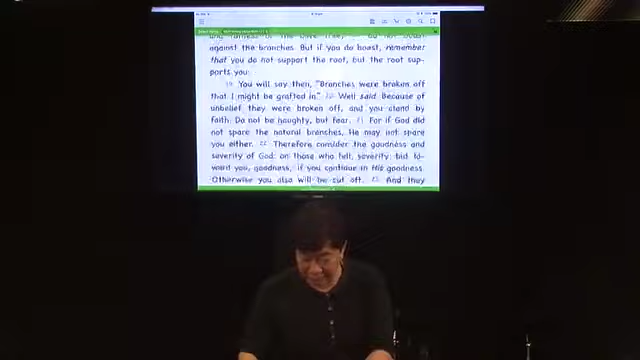 against the branches. But if you do boast, remember
that you do not support the root, but the root sup-
ports you.
19 You will say then, "Branches were broken off
that I might be grafted in." 20 Well said. Because of
unbelief they were broken off, and you stand by
faith. Do not be haughty, but fear. 21 For if God did
not spare the natural branches, He may not spare
you either. 22 Therefore consider the goodness and
severity of God: on those who fell, severity; but to-
ward you, goodness, if you continue in His goodness.
Otherwise you also will be cut off. 23 And they